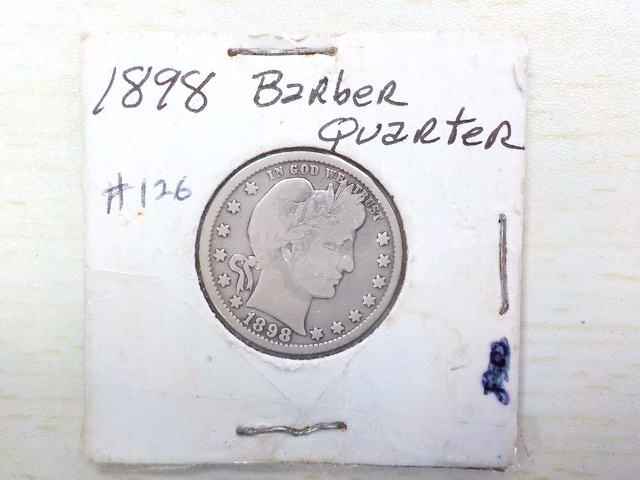 1898 Barber
Quarter
#126
IN GOD WE TRUST
1898